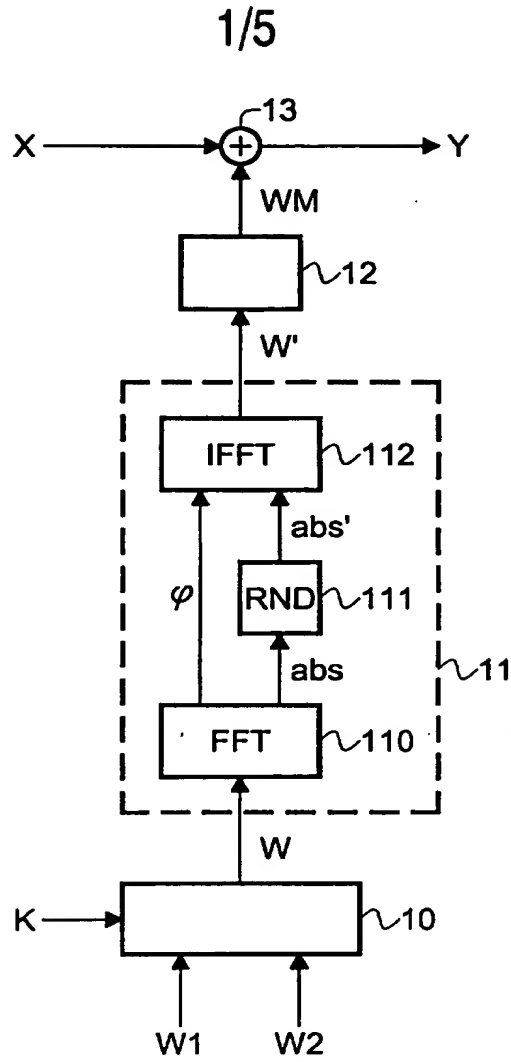 1/5
13
X + Y
WM
12
W'
IFFT 112
abs'
φ RND 111
abs
11
FFT 110
W
K 10
W1 W2